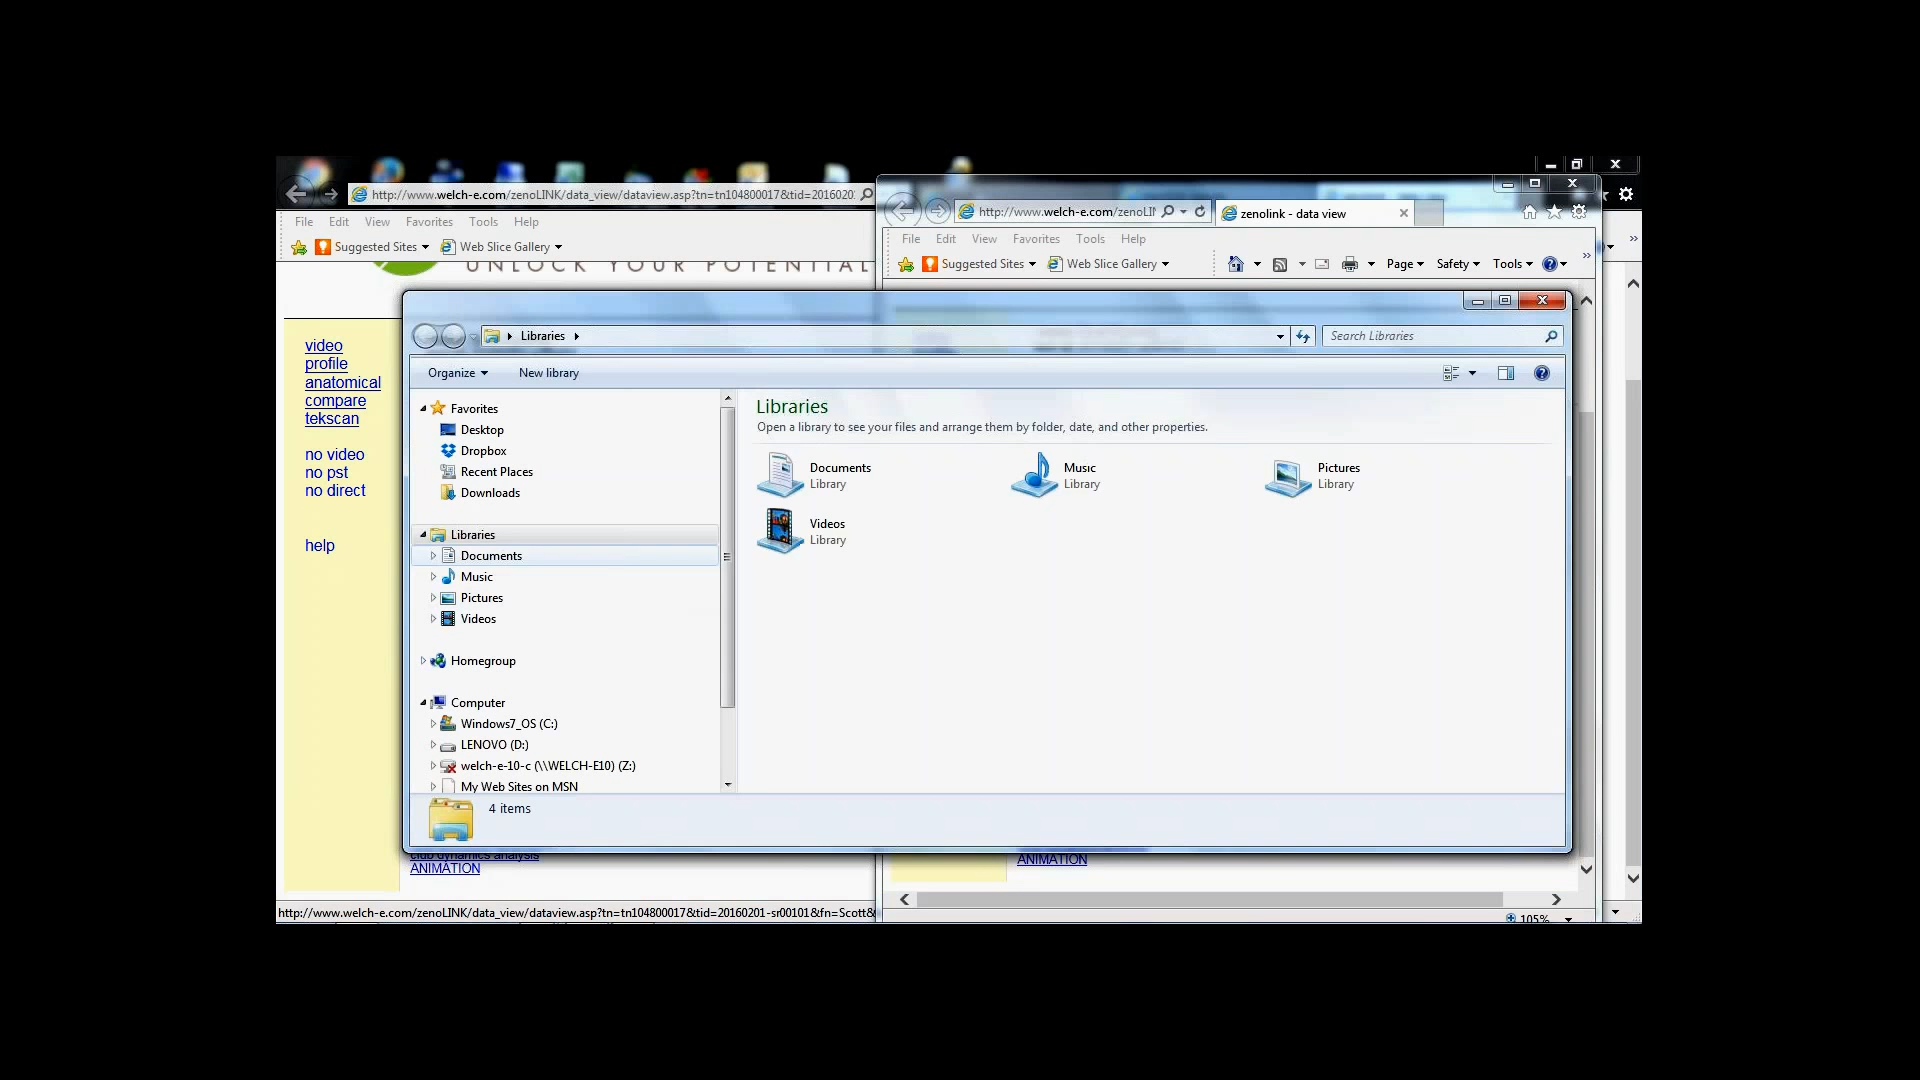 http://www.welch-e.com/zenoLINK/data_view/dataview.asp?tn=tn104800017&tid=20160201
File Edit View Favorites Tools Help
Suggested Sites Web Slice Gallery
UNLOCK YOUR POTENTIAL
http://www.welch-e.com/zenoLI
zenolink - data view
File Edit View Favorites Tools Help
Suggested Sites Web Slice Gallery Page Safety Tools
video
profile
anatomical
compare
tekscan
no video
no pst
no direct
help
Libraries
Search Libraries
Organize New library
Favorites
Desktop
Dropbox
Recent Places
Downloads
Libraries
Documents
Music
Pictures
Videos
Homegroup
Computer
Windows7_OS (C:)
LENOVO (D:)
welch-e-10-c (\\WELCH-E10) (Z:)
My Web Sites on MSN
Libraries
Open a library to see your files and arrange them by folder, date, and other properties.
Documents
Library
Music
Library
Pictures
Library
Videos
Library
4 items
club dynamics analysis
ANIMATION
ANIMATION
http://www.welch-e.com/zenoLINK/data_view/dataview.asp?tn=tn104800017&tid=20160201-sr00101&fn=Scott&
105%